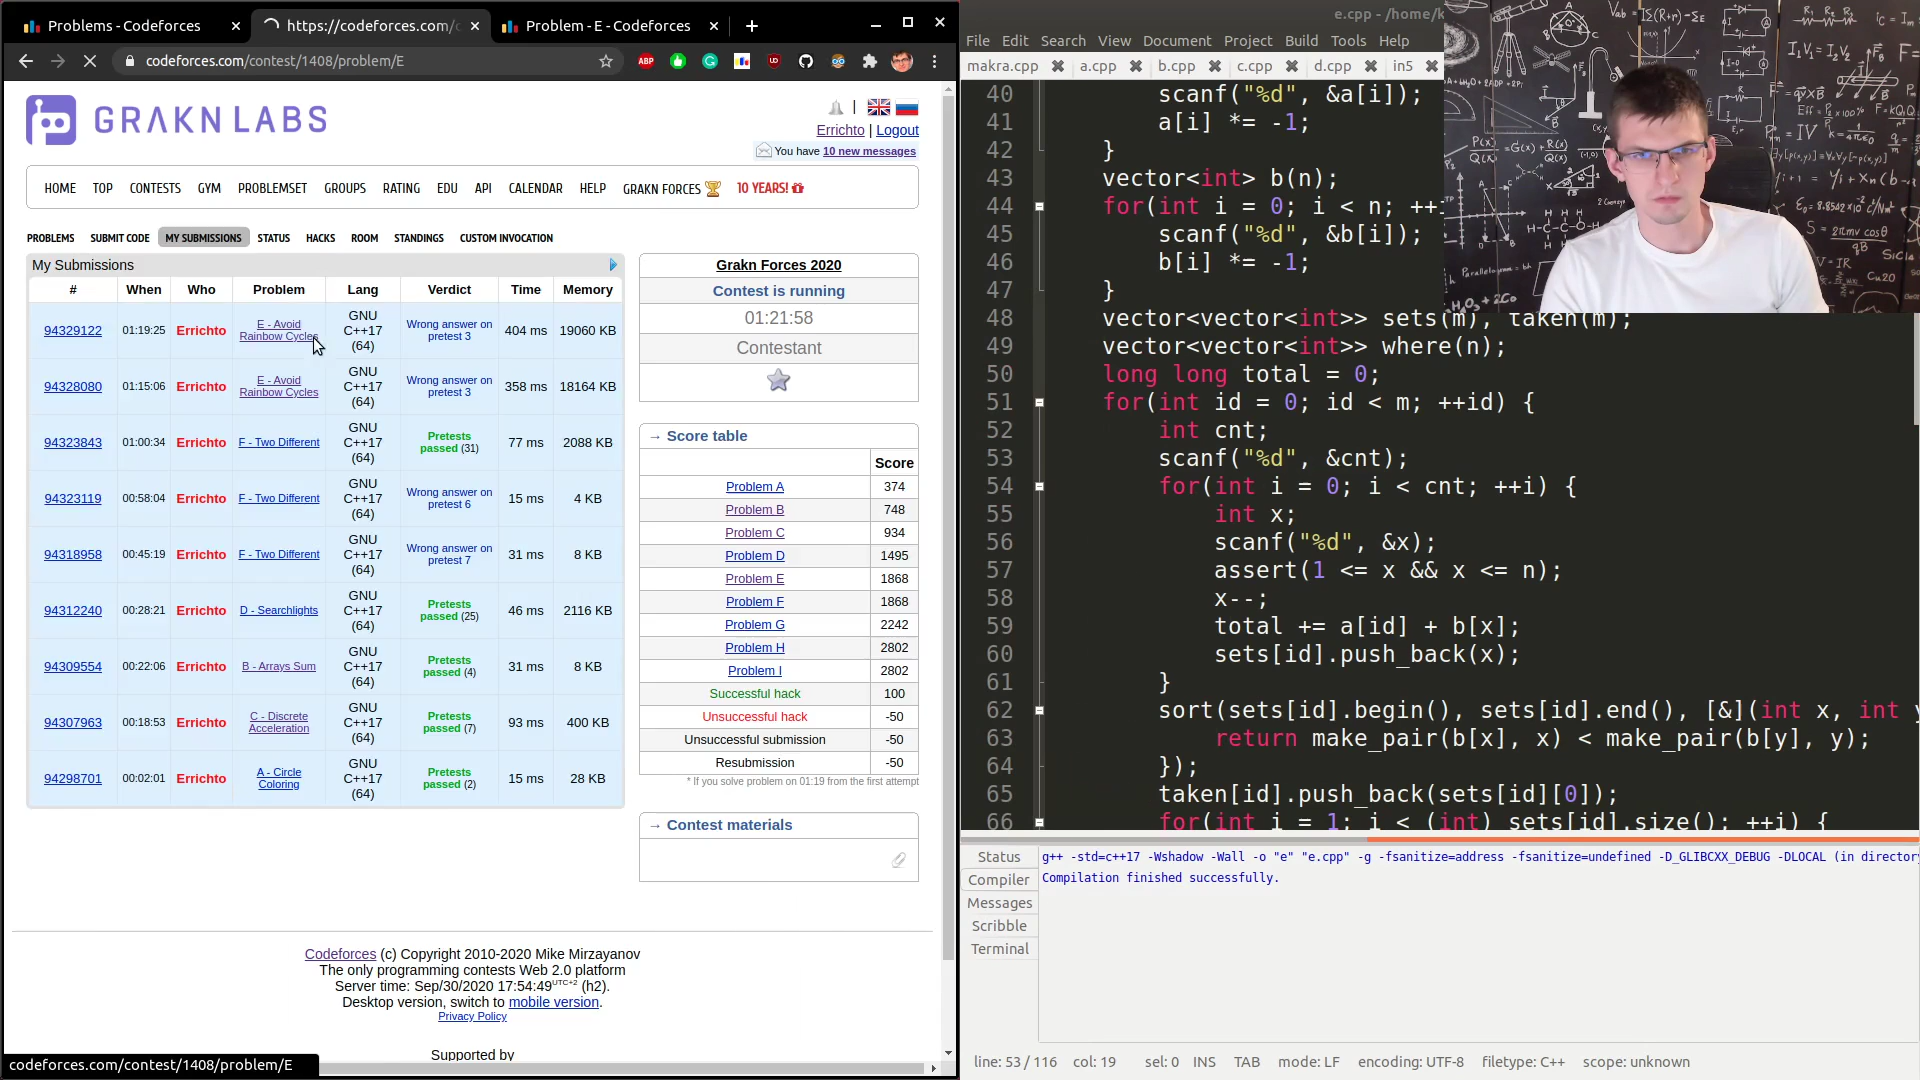 Problems - Codeforces
https://codeforces.com/c
Problem - E - Codeforces
codeforces.com/contest/1408/problem/E
GRAKN LABS
Errichto | Logout
You have 10 new messages
HOME TOP CONTESTS GYM PROBLEMSET GROUPS RATING EDU API CALENDAR HELP GRAKN FORCES 10 YEARS!
PROBLEMS SUBMIT CODE MY SUBMISSIONS STATUS HACKS ROOM STANDINGS CUSTOM INVOCATION
My Submissions
# When Who Problem Lang Verdict Time Memory
94329122 01:19:25 Errichto E - Avoid Rainbow Cycles GNU C++17 (64) Wrong answer on pretest 3 404 ms 19060 KB
94328080 01:15:06 Errichto E - Avoid Rainbow Cycles GNU C++17 (64) Wrong answer on pretest 3 358 ms 18164 KB
94323843 01:00:34 Errichto F - Two Different GNU C++17 (64) Pretests passed (31) 77 ms 2088 KB
94323119 00:58:04 Errichto F - Two Different GNU C++17 (64) Wrong answer on pretest 6 15 ms 4 KB
94318958 00:45:19 Errichto F - Two Different GNU C++17 (64) Wrong answer on pretest 7 31 ms 8 KB
94312240 00:28:21 Errichto D - Searchlights GNU C++17 (64) Pretests passed (25) 46 ms 2116 KB
94309554 00:22:06 Errichto B - Arrays Sum GNU C++17 (64) Pretests passed (4) 31 ms 8 KB
94307963 00:18:53 Errichto C - Discrete Acceleration GNU C++17 (64) Pretests passed (7) 93 ms 400 KB
94298701 00:02:01 Errichto A - Circle Coloring GNU C++17 (64) Pretests passed (2) 15 ms 28 KB
Grakn Forces 2020
Contest is running
01:21:58
Contestant
→ Score table
Score
Problem A 374
Problem B 748
Problem C 934
Problem D 1495
Problem E 1868
Problem F 1868
Problem G 2242
Problem H 2802
Problem I 2802
Successful hack 100
Unsuccessful hack -50
Unsuccessful submission -50
Resubmission -50
* If you solve problem on 01:19 from the first attempt
→ Contest materials
Codeforces (c) Copyright 2010-2020 Mike Mirzayanov
The only programming contests Web 2.0 platform
Server time: Sep/30/2020 17:54:49 UTC+2 (h2).
Desktop version, switch to mobile version.
Privacy Policy
Supported by
codeforces.com/contest/1408/problem/E
e.cpp - /home/k
File Edit Search View Document Project Build Tools Help
makra.cpp a.cpp b.cpp c.cpp d.cpp in5
40 scanf("%d", &a[i]);
41 a[i] *= -1;
42 }
43 vector<int> b(n);
44 for(int i = 0; i < n; ++i
45 scanf("%d", &b[i]);
46 b[i] *= -1;
47 }
48 vector<vector<int>> sets(m), taken(m);
49 vector<vector<int>> where(n);
50 long long total = 0;
51 for(int id = 0; id < m; ++id) {
52 int cnt;
53 scanf("%d", &cnt);
54 for(int i = 0; i < cnt; ++i) {
55 int x;
56 scanf("%d", &x);
57 assert(1 <= x && x <= n);
58 x--;
59 total += a[id] + b[x];
60 sets[id].push_back(x);
61 }
62 sort(sets[id].begin(), sets[id].end(), [&](int x, int y
63 return make_pair(b[x], x) < make_pair(b[y], y);
64 });
65 taken[id].push_back(sets[id][0]);
66 for(int i = 1; i < (int) sets[id].size(); ++i) {
Status
Compiler
Messages
Scribble
Terminal
g++ -std=c++17 -Wshadow -Wall -o "e" "e.cpp" -g -fsanitize=address -fsanitize=undefined -D_GLIBCXX_DEBUG -DLOCAL (in directory
Compilation finished successfully.
line: 53 / 116 col: 19 sel: 0 INS TAB mode: LF encoding: UTF-8 filetype: C++ scope: unknown